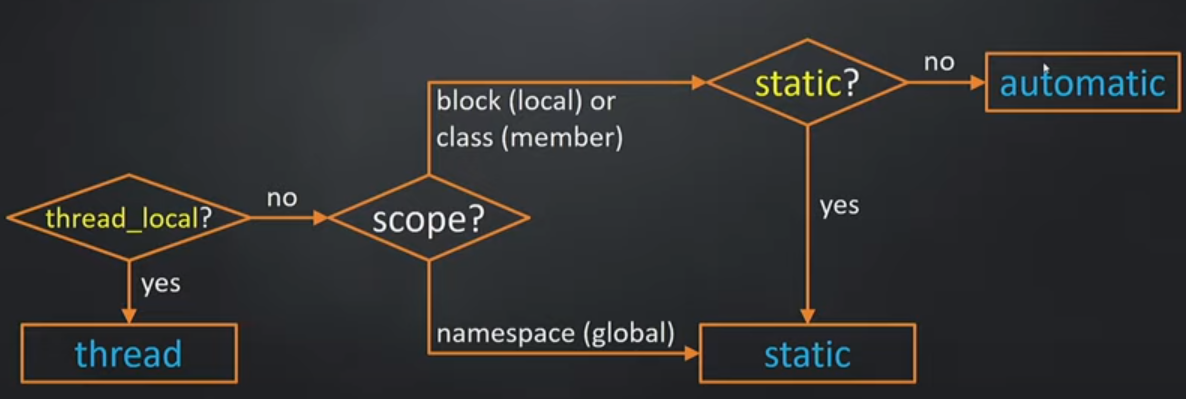 thread_local?
no
yes
thread
scope?
block (local) or
class (member)
namespace (global)
static?
no
automatic
yes
static